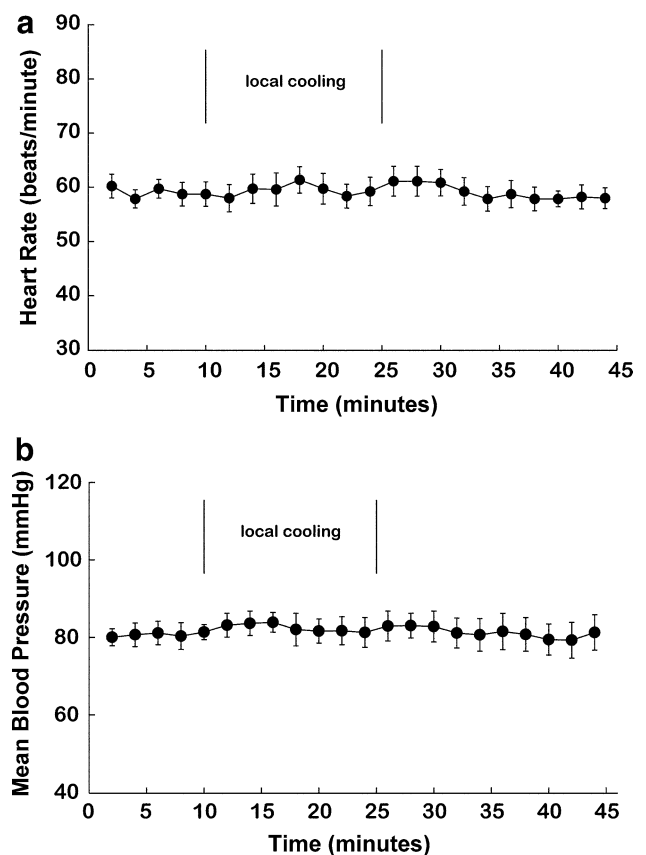 a
90
80
70
60
50
40
30
Heart Rate (beats/minute)
local cooling
0 5 10 15 20 25 30 35 40 45
Time (minutes)
b
120
100
80
60
40
Mean Blood Pressure (mmHg)
local cooling
0 5 10 15 20 25 30 35 40 45
Time (minutes)